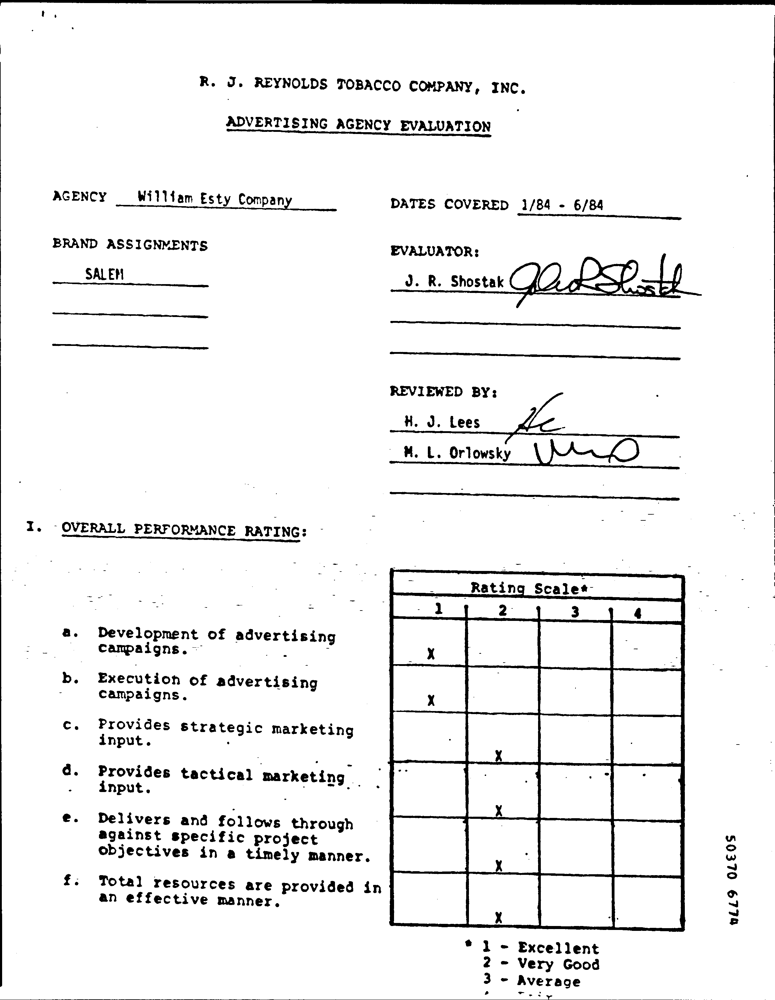 R. J. REYNOLDS TOBACCO COMPANY, INC.
ADVERTISING AGENCY EVALUATION
AGENCY William Esty Company
DATES COVERED 1/84 - 6/84
BRAND ASSIGNMENTS
SALEM
EVALUATOR:
J. R. Shostak
REVIEWED BY:
H. J. Lees
M. L. Orlowsky
I. OVERALL PERFORMANCE RATING:
Rating Scale*
1 2 3 4
a. Development of advertising
campaigns.
X
b. Execution of advertising
campaigns.
X
c. Provides strategic marketing
input.
X
d. Provides tactical marketing
input.
X
e. Delivers and follows through
against specific project
objectives in a timely manner.
X
f. Total resources are provided in
an effective manner.
X
* 1 - Excellent
2 - Very Good
3 - Average
50370 6774